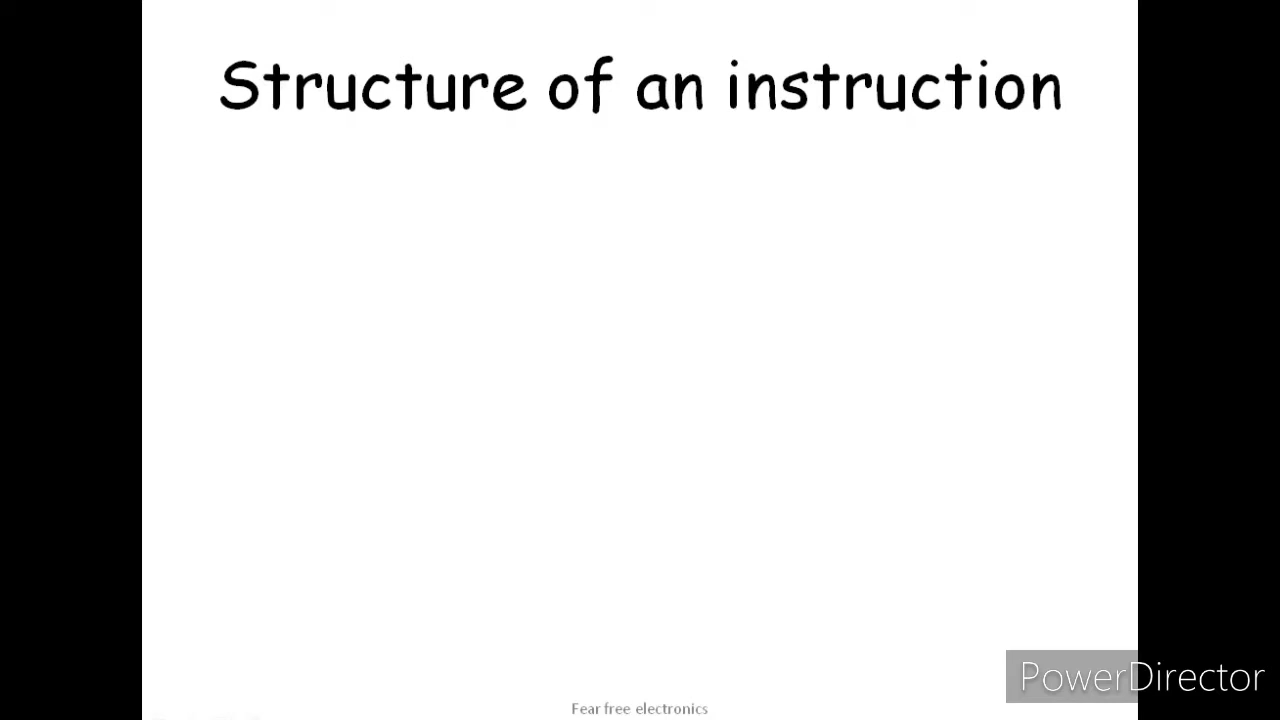 Structure of an instruction
PowerDirector
Fear free electronics